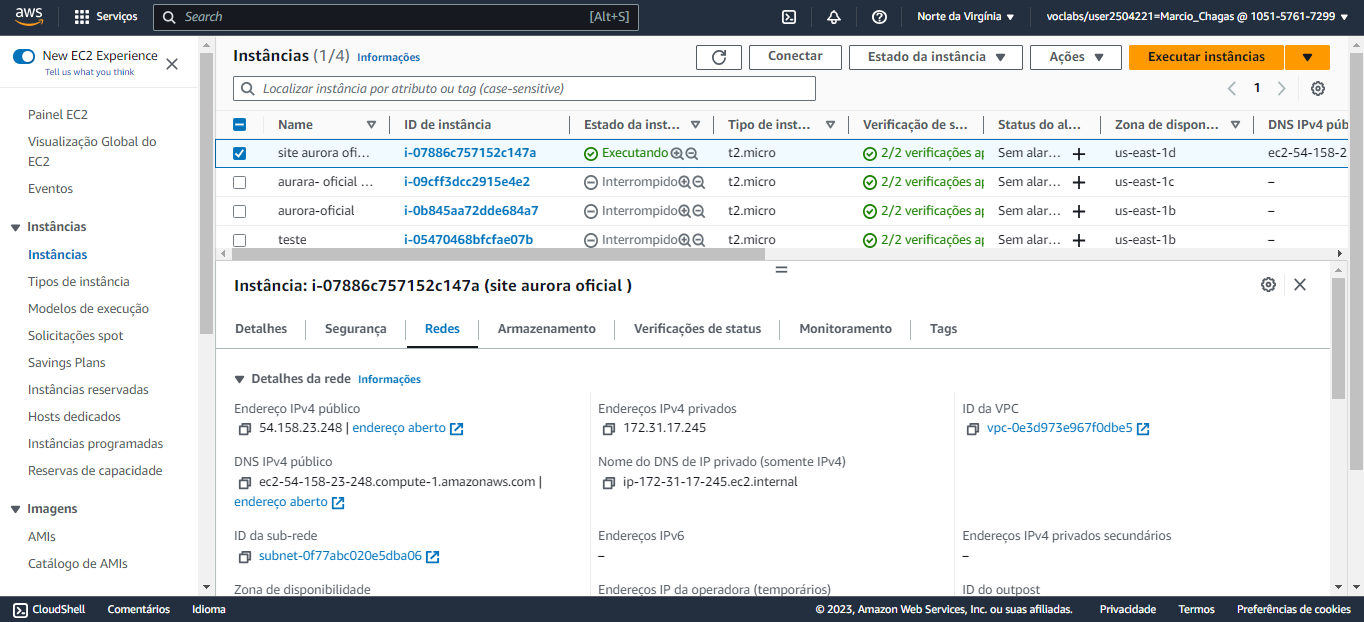 aws
Serviços
Search
[Alt+S]
Norte da Virgínia
voclabs/user2504221=Marcio_Chagas @ 1051-5761-7299
New EC2 Experience
Tell us what you think
Painel EC2
Visualização Global do
EC2
Eventos
Instâncias
Instâncias
Tipos de instância
Modelos de execução
Solicitações spot
Savings Plans
Instâncias reservadas
Hosts dedicados
Instâncias programadas
Reservas de capacidade
Imagens
AMIs
Catálogo de AMIs
Instâncias (1/4) Informações
Conectar
Estado da instância
Ações
Executar instâncias
Localizar instância por atributo ou tag (case-sensitive)
1
Name ID de instância Estado da inst... Tipo de inst... Verificação de s... Status do al... Zona de dispon... DNS IPv4 púb
site aurora ofi... i-07886c757152c147a Executando t2.micro 2/2 verificações ap Sem alar... us-east-1d ec2-54-158-2
aurara- oficial ... i-09cff3dcc2915e4e2 Interrompido t2.micro 2/2 verificações ap Sem alar... us-east-1c –
aurora-oficial i-0b845aa72dde684a7 Interrompido t2.micro 2/2 verificações ap Sem alar... us-east-1b –
teste i-05470468bfcfae07b Interrompido t2.micro 2/2 verificações ap Sem alar... us-east-1b –
Instância: i-07886c757152c147a (site aurora oficial )
Detalhes Segurança Redes Armazenamento Verificações de status Monitoramento Tags
Detalhes da rede Informações
Endereço IPv4 público
54.158.23.248 | endereço aberto
Endereços IPv4 privados
172.31.17.245
ID da VPC
vpc-0e3d973e967f0dbe5
DNS IPv4 público
ec2-54-158-23-248.compute-1.amazonaws.com |
endereço aberto
Nome do DNS de IP privado (somente IPv4)
ip-172-31-17-245.ec2.internal
ID da sub-rede
subnet-0f77abc020e5dba06
Endereços IPv6
–
Endereços IPv4 privados secundários
–
Zona de disponibilidade
Endereços IP da operadora (temporários)
ID do outpost
CloudShell Comentários Idioma
© 2023, Amazon Web Services, Inc. ou suas afiliadas. Privacidade Termos Preferências de cookies